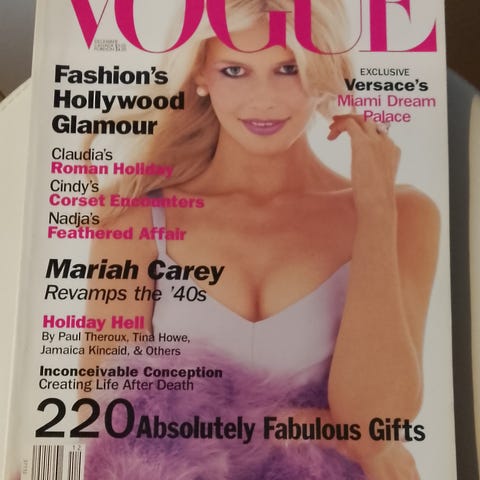 VOGUE
DECEMBER
Fashion's
Hollywood
Glamour
EXCLUSIVE
Versace's
Miami Dream
Palace
Claudia's
Roman Holiday
Cindy's
Corset Encounters
Nadja's
Feathered Affair
Mariah Carey
Revamps the '40s
Holiday Hell
By Paul Theroux, Tina Howe,
Jamaica Kincaid, & Others
Inconceivable Conception
Creating Life After Death
220 Absolutely Fabulous Gifts
12